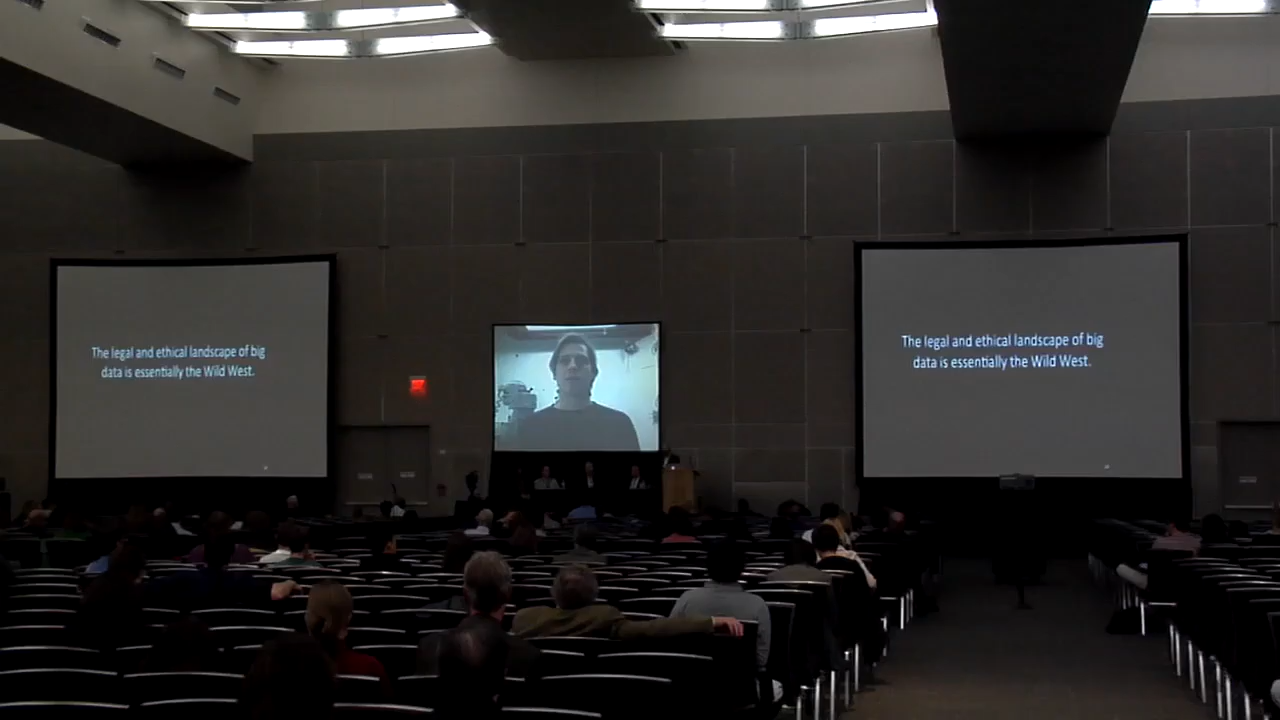 The legal and ethical landscape of big
data is essentially the Wild West.
The legal and ethical landscape of big
data is essentially the Wild West.